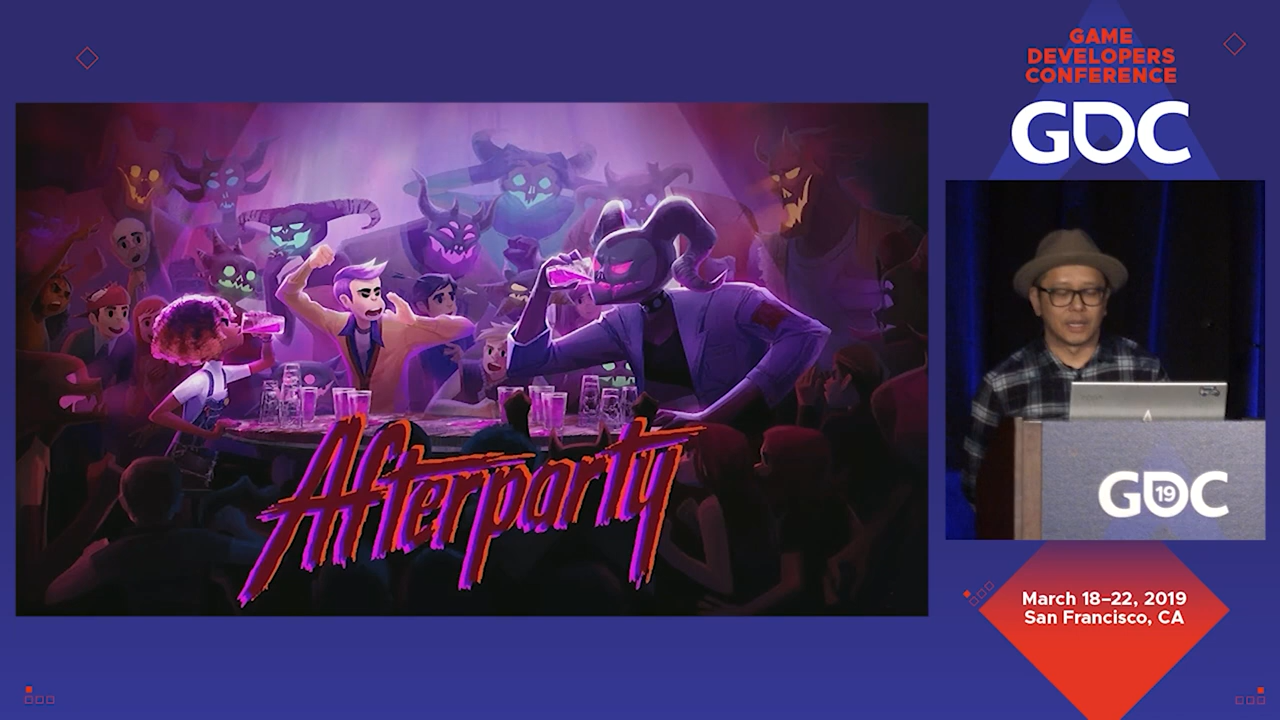 GAME
DEVELOPERS
CONFERENCE
GDC
Afterparty
GDC
19
March 18–22, 2019
San Francisco, CA